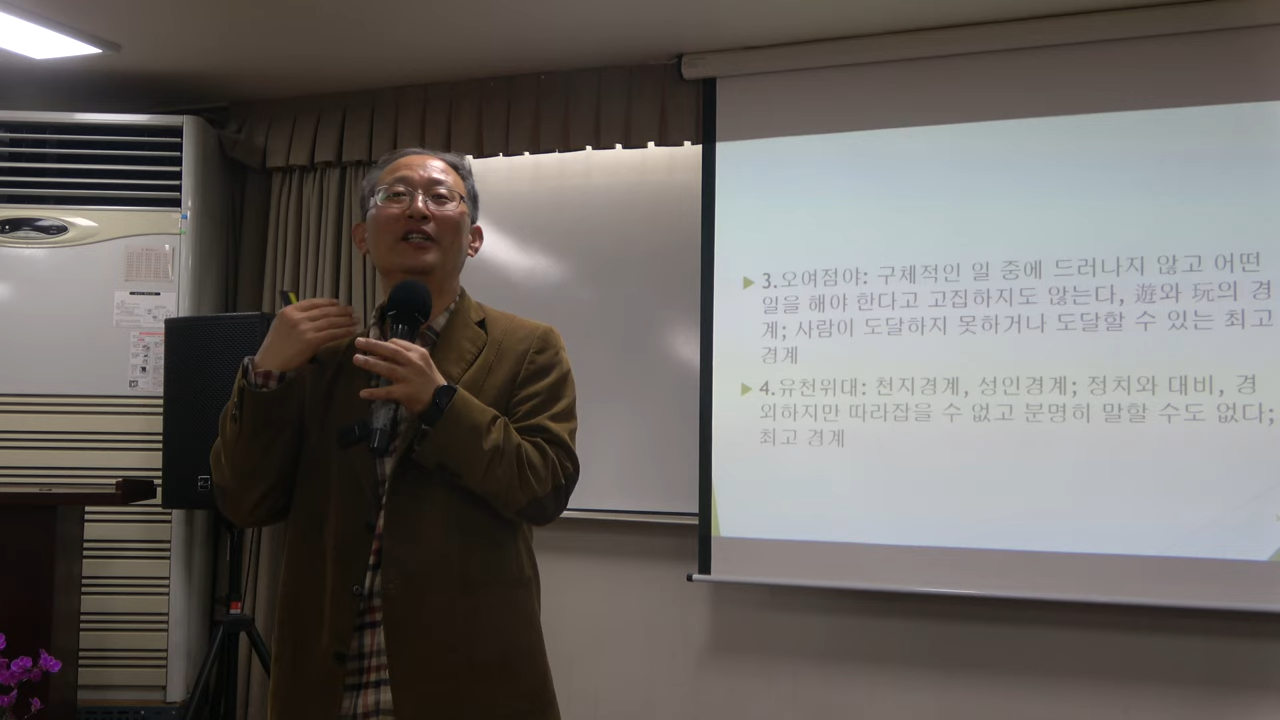 3.오여점야: 구체적인 일 중에 드러나지 않고 어떤
일을 해야 한다고 고집하지도 않는다, 遊와 玩의 경
계; 사람이 도달하지 못하거나 도달할 수 있는 최고
경계
4.유천위대: 천지경계, 성인경계; 정치와 대비, 경
외하지만 따라잡을 수 없고 분명히 말할 수도 없다;
최고 경계